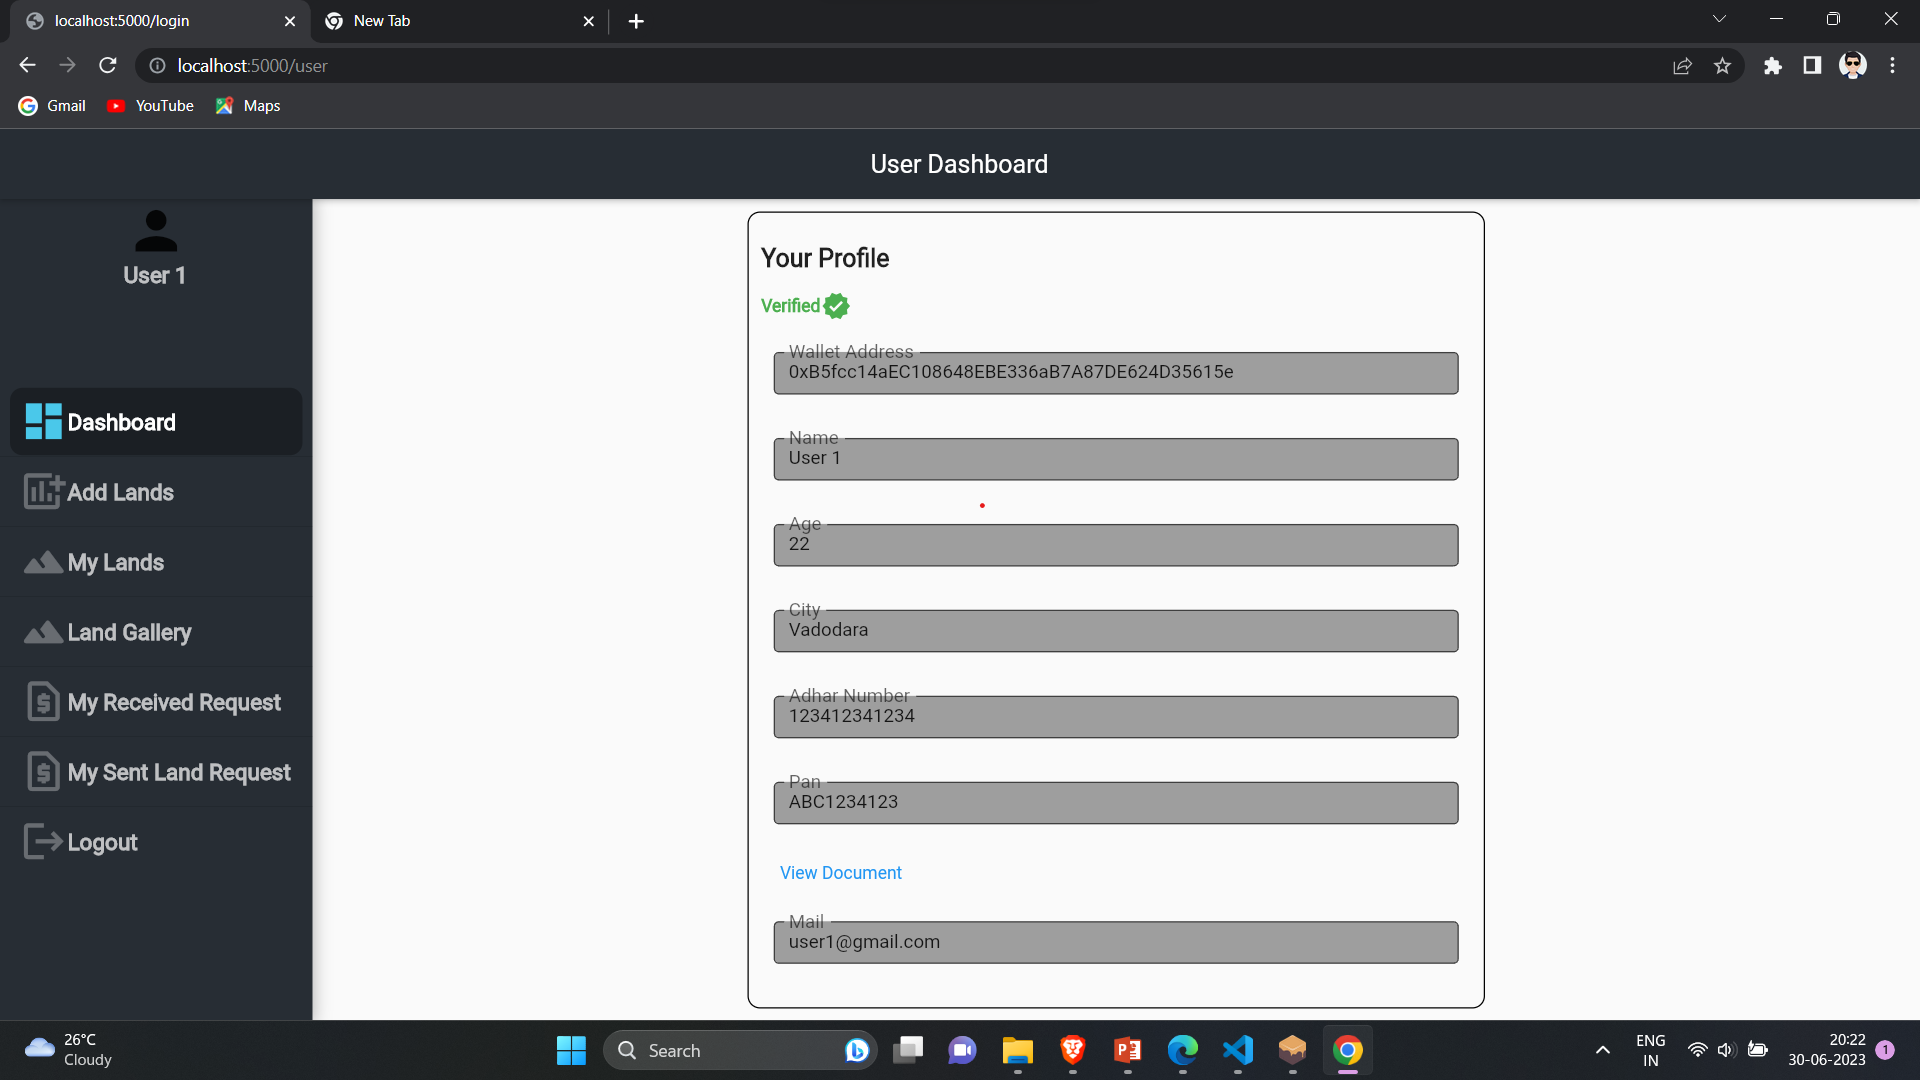 localhost:5000/login
New Tab
localhost:5000/user
Gmail
YouTube
Maps
User Dashboard
User 1
Dashboard
Add Lands
My Lands
Land Gallery
My Received Request
My Sent Land Request
Logout
Your Profile
Verified
Wallet Address
0xB5fcc14aEC108648EBE336aB7A87DE624D35615e
Name
User 1
Age
22
City
Vadodara
Adhar Number
123412341234
Pan
ABC1234123
View Document
Mail
user1@gmail.com
26°C
Cloudy
Search
ENG
IN
20:22
30-06-2023
1